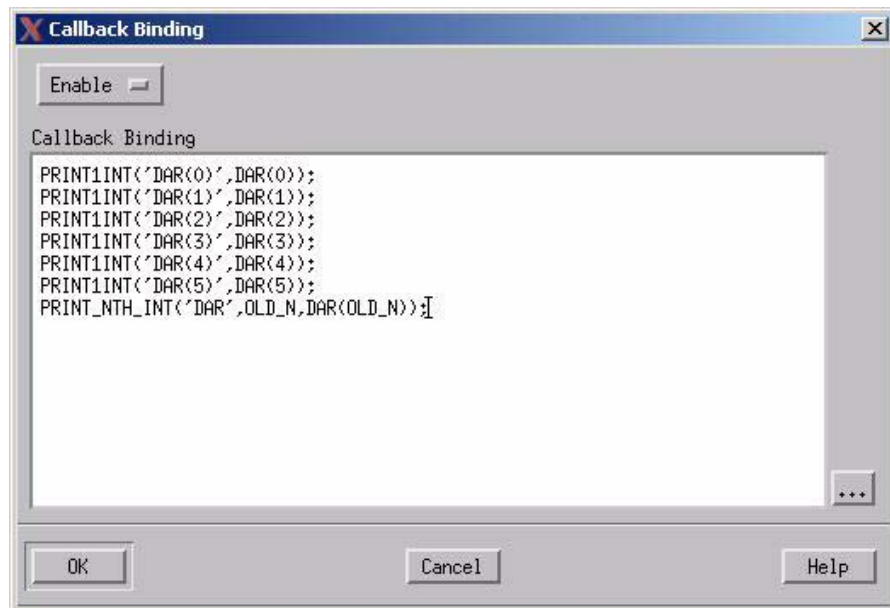 Callback Binding
Enable
Callback Binding
PRINT1INT('DAR(0)',DAR(0));
PRINT1INT('DAR(1)',DAR(1));
PRINT1INT('DAR(2)',DAR(2));
PRINT1INT('DAR(3)',DAR(3));
PRINT1INT('DAR(4)',DAR(4));
PRINT1INT('DAR(5)',DAR(5));
PRINT_NTH_INT('DAR',OLD_N,DAR(OLD_N));
...
OK Cancel Help